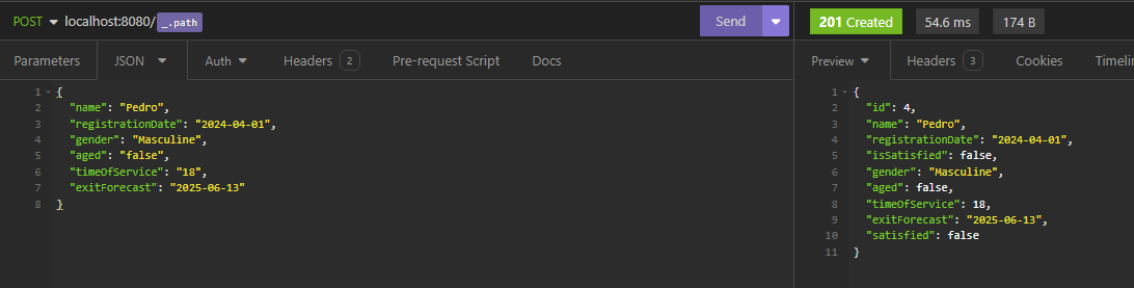 POST localhost:8080/ _.path Send 201 Created 54.6 ms 174 B
Parameters JSON Auth Headers 2 Pre-request Script Docs Preview Headers 3 Cookies Timeli
1 {
2 "name": "Pedro",
3 "registrationDate": "2024-04-01",
4 "gender": "Masculine",
5 "aged": "false",
6 "timeOfService": "18",
7 "exitForecast": "2025-06-13"
8 }
1 {
2 "id": 4,
3 "name": "Pedro",
4 "registrationDate": "2024-04-01",
5 "isSatisfied": false,
6 "gender": "Masculine",
7 "aged": false,
8 "timeOfService": 18,
9 "exitForecast": "2025-06-13",
10 "satisfied": false
11 }